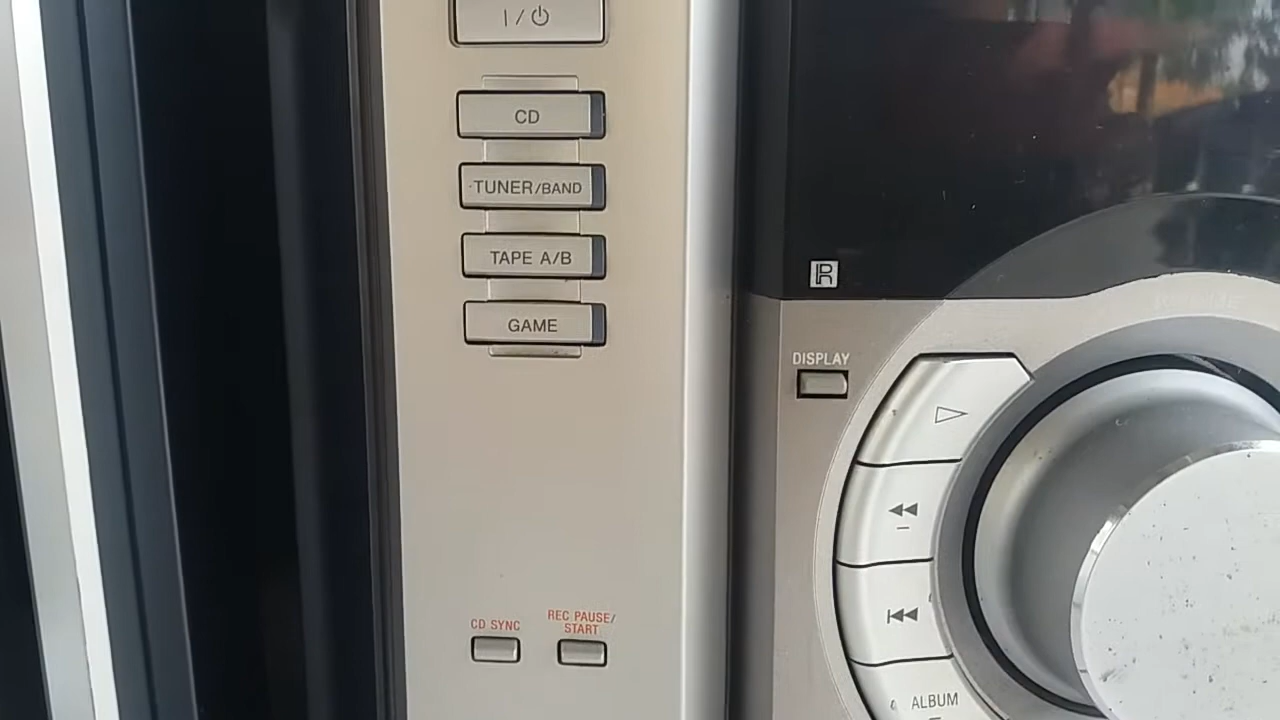 I/⏻
CD
TUNER/BAND
TAPE A/B
GAME
R
DISPLAY
CD SYNC
REC PAUSE/
START
ALBUM
–